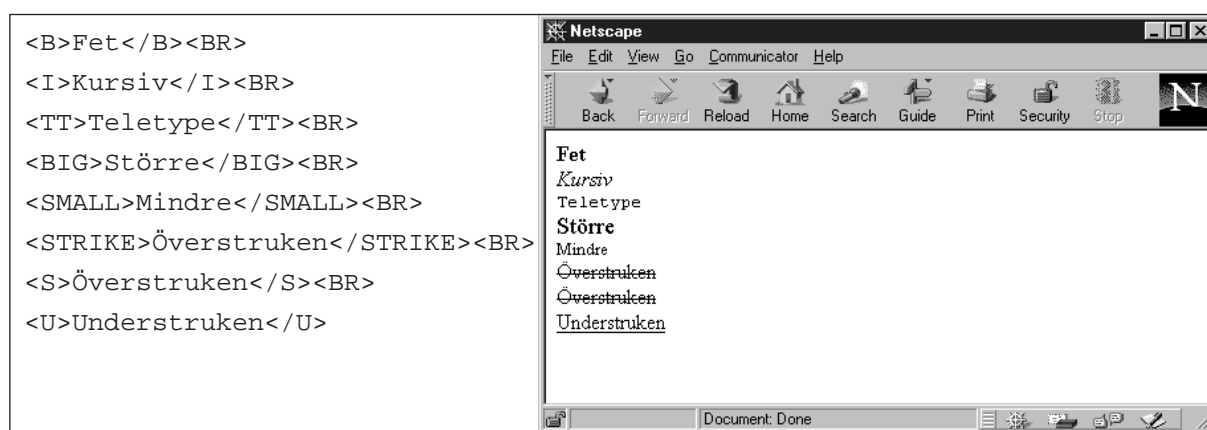 <B>Fet</B><BR>
<I>Kursiv</I><BR>
<TT>Teletype</TT><BR>
<BIG>Större</BIG><BR>
<SMALL>Mindre</SMALL><BR>
<STRIKE>Överstruken</STRIKE><BR>
<S>Överstruken</S><BR>
<U>Understruken</U>
Netscape
File Edit View Go Communicator Help
Back Forward Reload Home Search Guide Print Security Stop
N
Fet
Kursiv
Teletype
Större
Mindre
Överstruken
Överstruken
Understruken
Document: Done